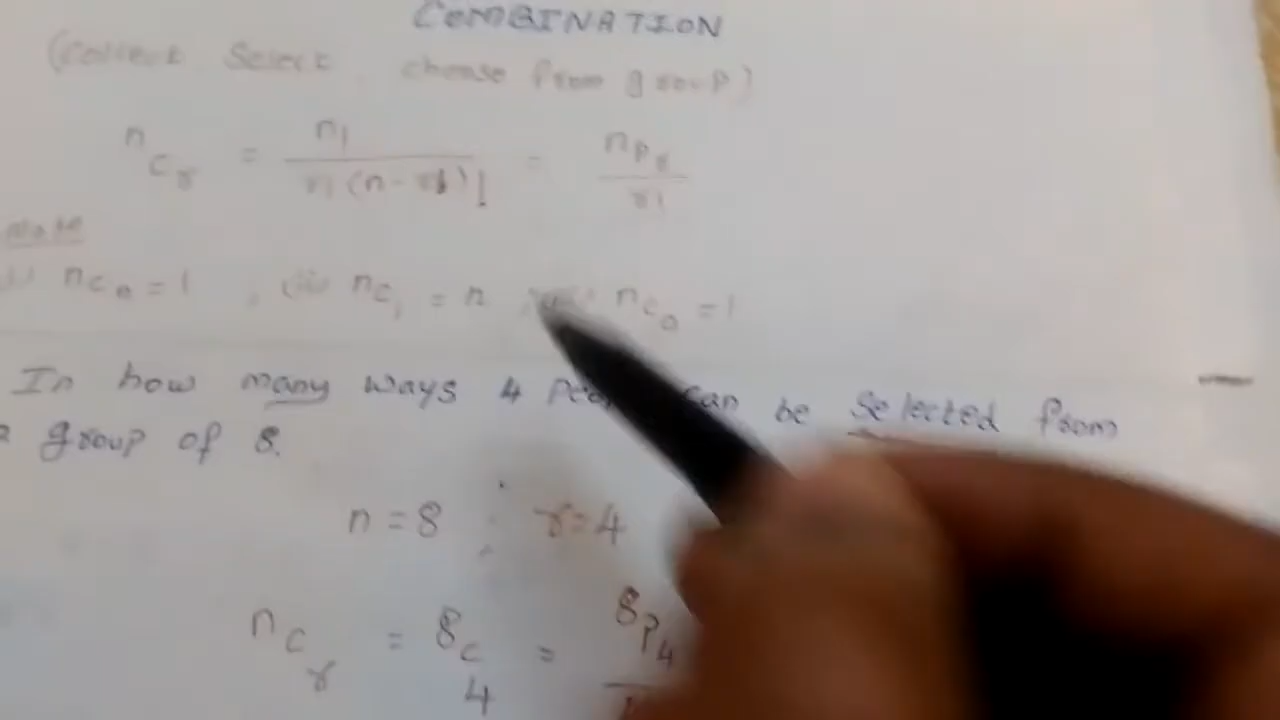 COMBINATION
(collect select, choose from group)
nCr = n! / r!(n-r)! = nPr / r!
Note
nCn = 1, (ii) nC1 = n nC0 = 1
In how many ways 4 can be selected from
a group of 8.
n = 8 ; r = 4
nCr = 8C4 = 8P4